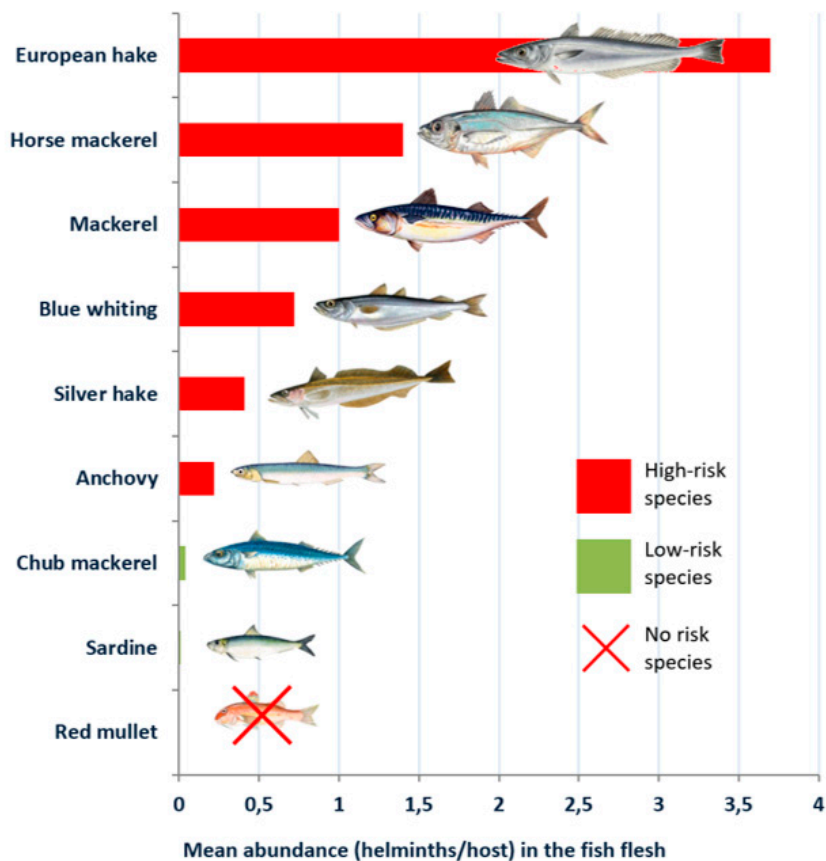 European hake
Horse mackerel
Mackerel
Blue whiting
Silver hake
Anchovy
Chub mackerel
Sardine
Red mullet
High-risk
species
Low-risk
species
No risk
species
0 0,5 1 1,5 2 2,5 3 3,5 4
Mean abundance (helminths/host) in the fish flesh